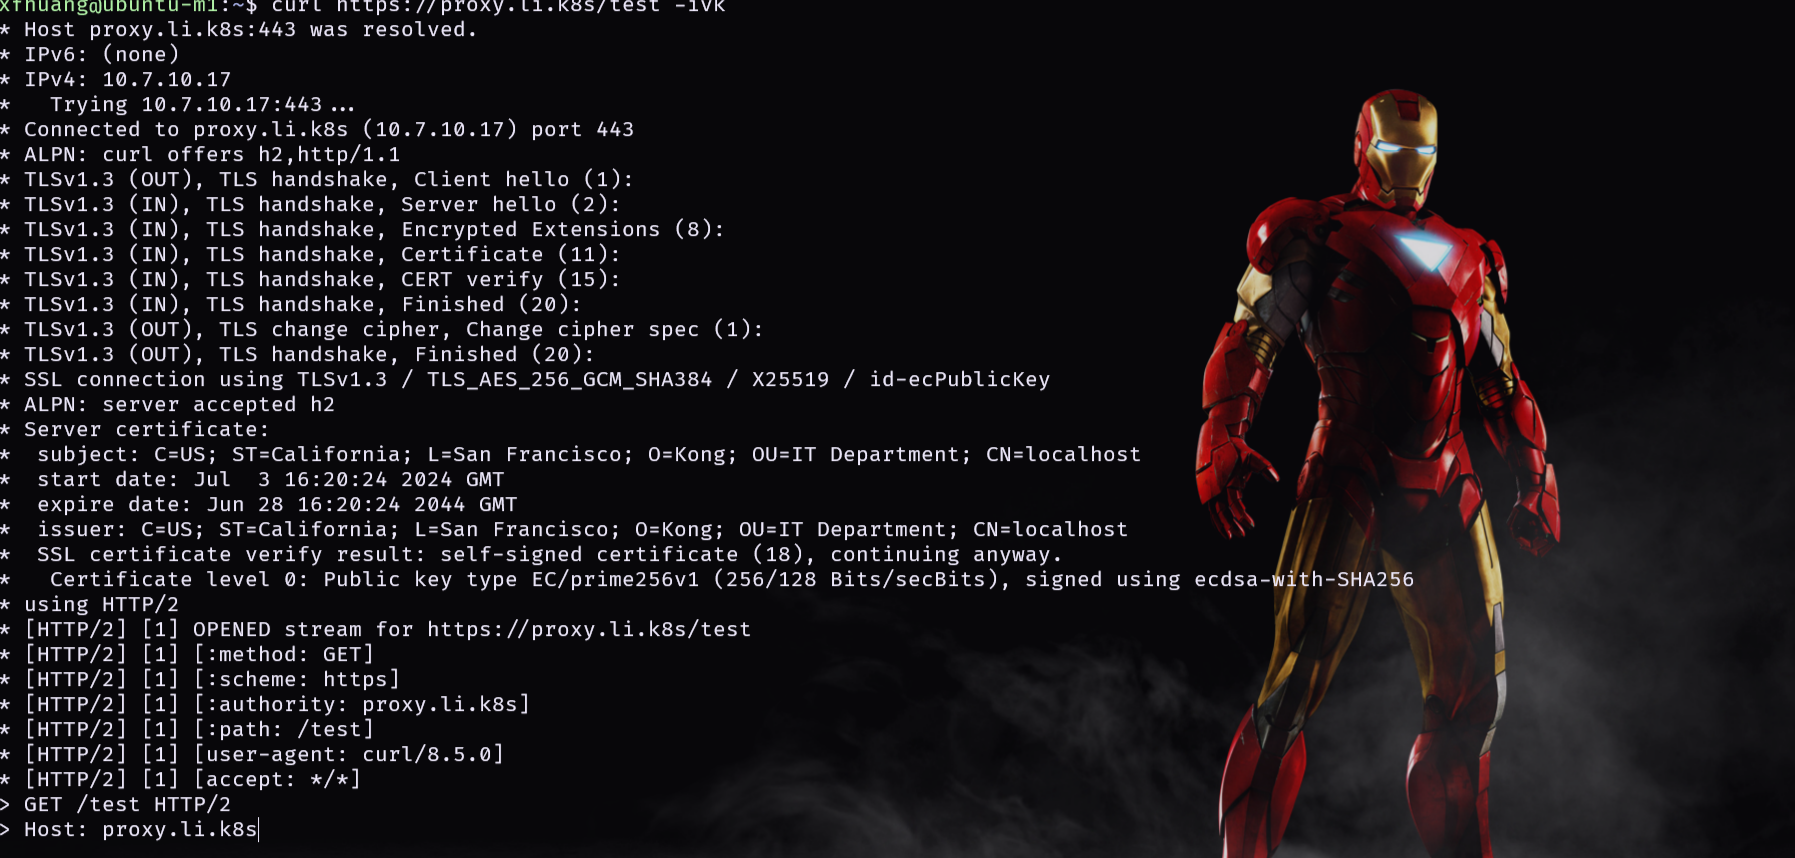 xfhuang@ubuntu-m1:~$ curl https://proxy.li.k8s/test -ivk
* Host proxy.li.k8s:443 was resolved.
* IPv6: (none)
* IPv4: 10.7.10.17
*   Trying 10.7.10.17:443...
* Connected to proxy.li.k8s (10.7.10.17) port 443
* ALPN: curl offers h2,http/1.1
* TLSv1.3 (OUT), TLS handshake, Client hello (1):
* TLSv1.3 (IN), TLS handshake, Server hello (2):
* TLSv1.3 (IN), TLS handshake, Encrypted Extensions (8):
* TLSv1.3 (IN), TLS handshake, Certificate (11):
* TLSv1.3 (IN), TLS handshake, CERT verify (15):
* TLSv1.3 (IN), TLS handshake, Finished (20):
* TLSv1.3 (OUT), TLS change cipher, Change cipher spec (1):
* TLSv1.3 (OUT), TLS handshake, Finished (20):
* SSL connection using TLSv1.3 / TLS_AES_256_GCM_SHA384 / X25519 / id-ecPublicKey
* ALPN: server accepted h2
* Server certificate:
*  subject: C=US; ST=California; L=San Francisco; O=Kong; OU=IT Department; CN=localhost
*  start date: Jul  3 16:20:24 2024 GMT
*  expire date: Jun 28 16:20:24 2044 GMT
*  issuer: C=US; ST=California; L=San Francisco; O=Kong; OU=IT Department; CN=localhost
*  SSL certificate verify result: self-signed certificate (18), continuing anyway.
*   Certificate level 0: Public key type EC/prime256v1 (256/128 Bits/secBits), signed using ecdsa-with-SHA256
* using HTTP/2
* [HTTP/2] [1] OPENED stream for https://proxy.li.k8s/test
* [HTTP/2] [1] [:method: GET]
* [HTTP/2] [1] [:scheme: https]
* [HTTP/2] [1] [:authority: proxy.li.k8s]
* [HTTP/2] [1] [:path: /test]
* [HTTP/2] [1] [user-agent: curl/8.5.0]
* [HTTP/2] [1] [accept: */*]
> GET /test HTTP/2
> Host: proxy.li.k8s